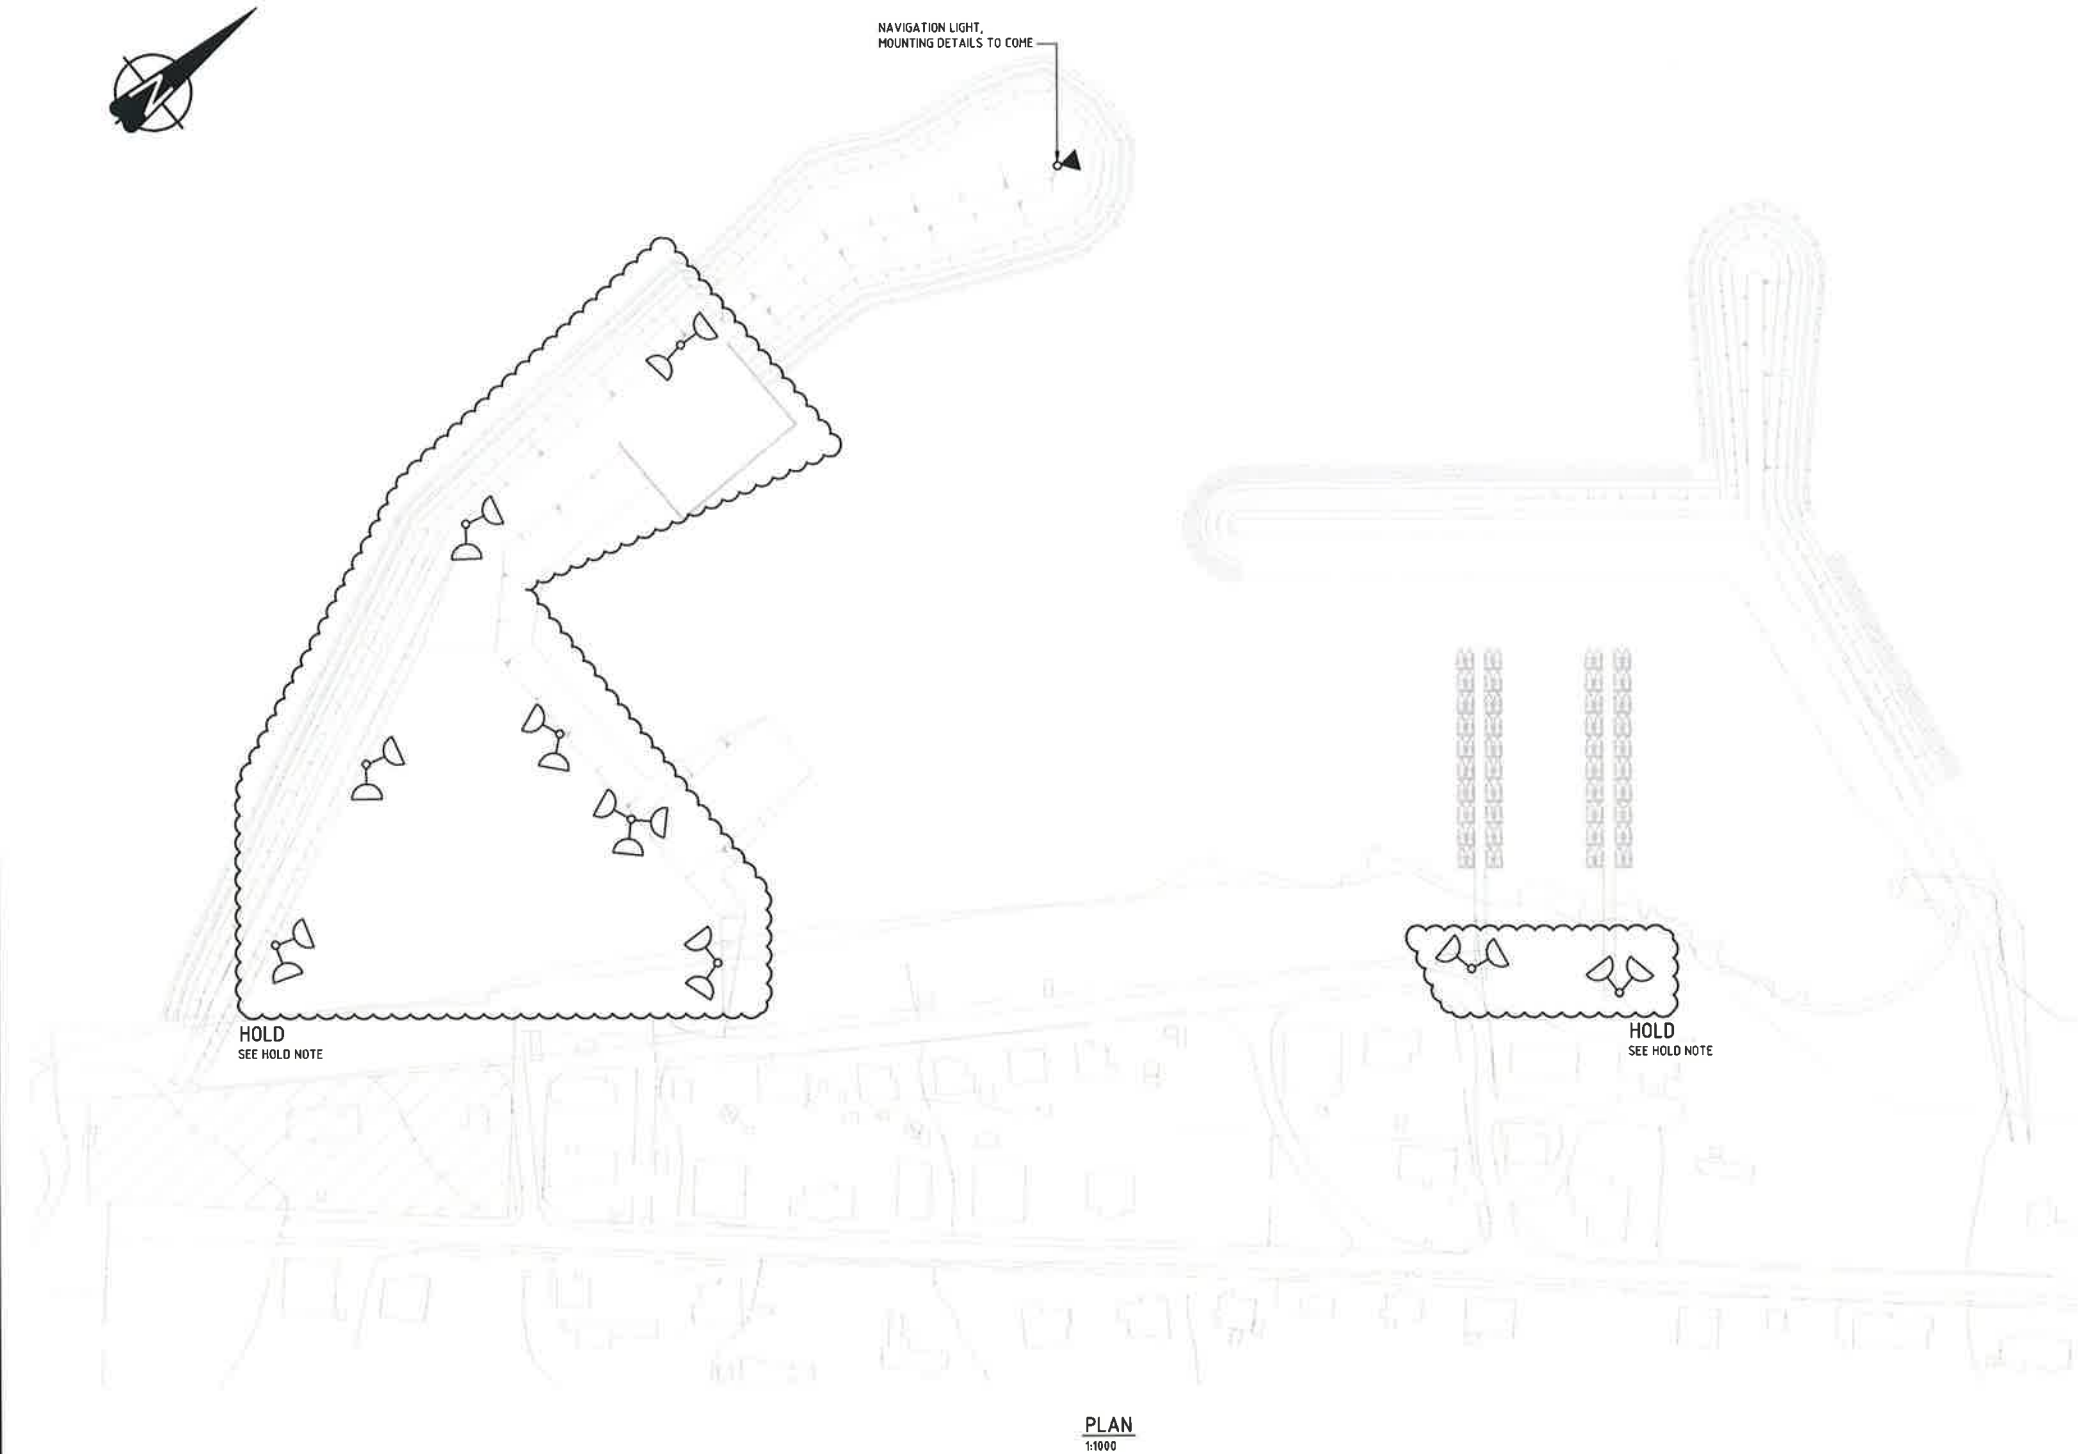 N
NAVIGATION LIGHT,
MOUNTING DETAILS TO COME
HOLD
SEE HOLD NOTE
HOLD
SEE HOLD NOTE
PLAN
1:1000